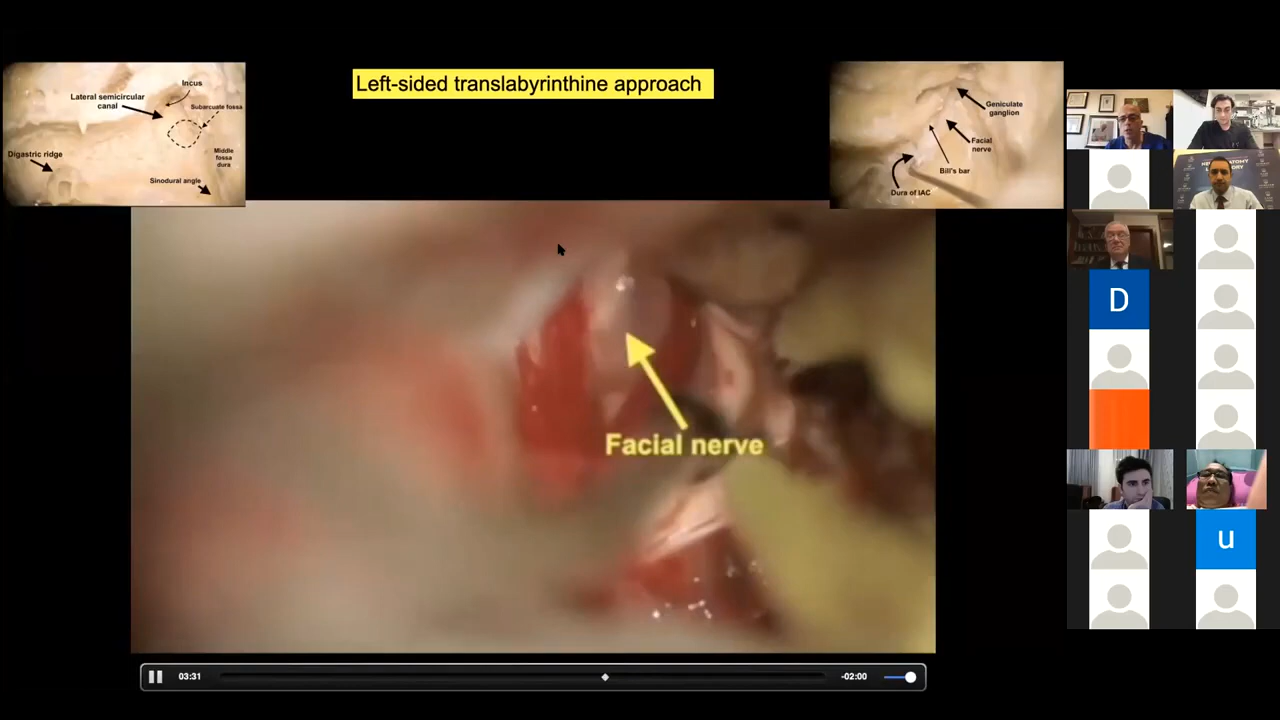 Left-sided translabyrinthine approach
Incus
Lateral semicircular
canal
Subarcuate fossa
Digastric ridge
Middle
fossa
dura
Sinodural angle
Geniculate
ganglion
Facial
nerve
Bill's bar
Dura of IAC
Facial nerve
03:31
-02:00
D
u